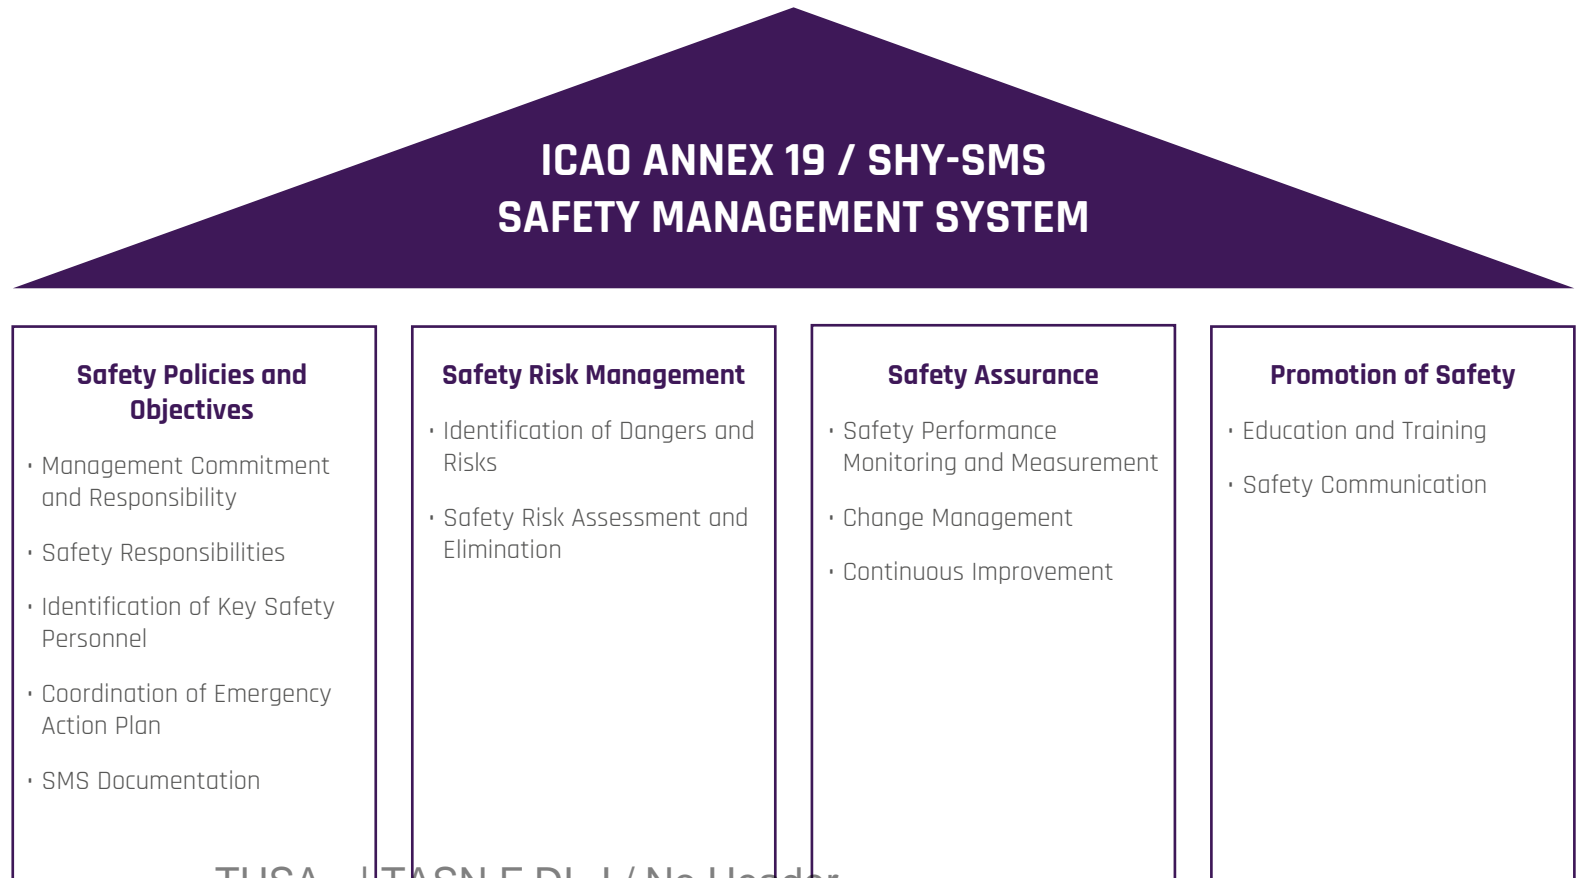 ICAO ANNEX 19 / SHY-SMS
SAFETY MANAGEMENT SYSTEM
Safety Policies and
Objectives
· Management Commitment
and Responsibility
· Safety Responsibilities
· Identification of Key Safety
Personnel
· Coordination of Emergency
Action Plan
· SMS Documentation
Safety Risk Management
· Identification of Dangers and
Risks
· Safety Risk Assessment and
Elimination
Safety Assurance
· Safety Performance
Monitoring and Measurement
· Change Management
· Continuous Improvement
Promotion of Safety
· Education and Training
· Safety Communication
/ No Header